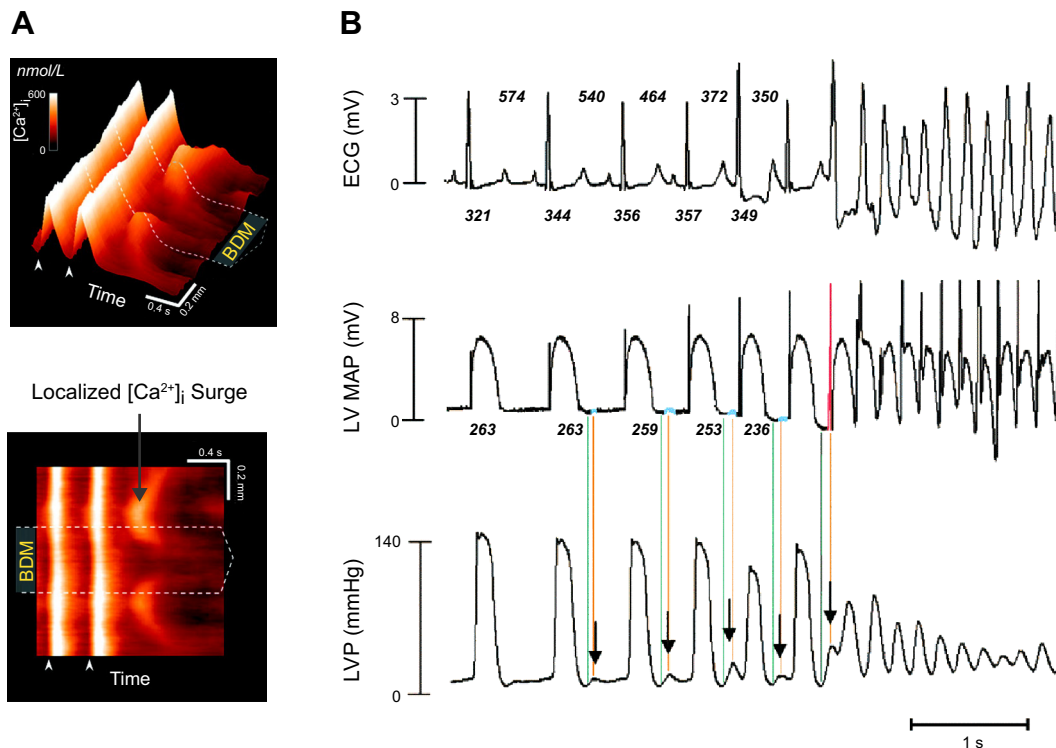 A
nmol/L
[Ca²⁺]ᵢ
600
0
BDM
Time
0.4 s
0.2 mm
Localized [Ca²⁺]ᵢ Surge
0.4 s
0.2 mm
BDM
Time
B
ECG (mV)
3
0
574 540 464 372 350
321 344 356 357 349
LV MAP (mV)
8
0
263 263 259 253 236
LVP (mmHg)
140
0
1 s